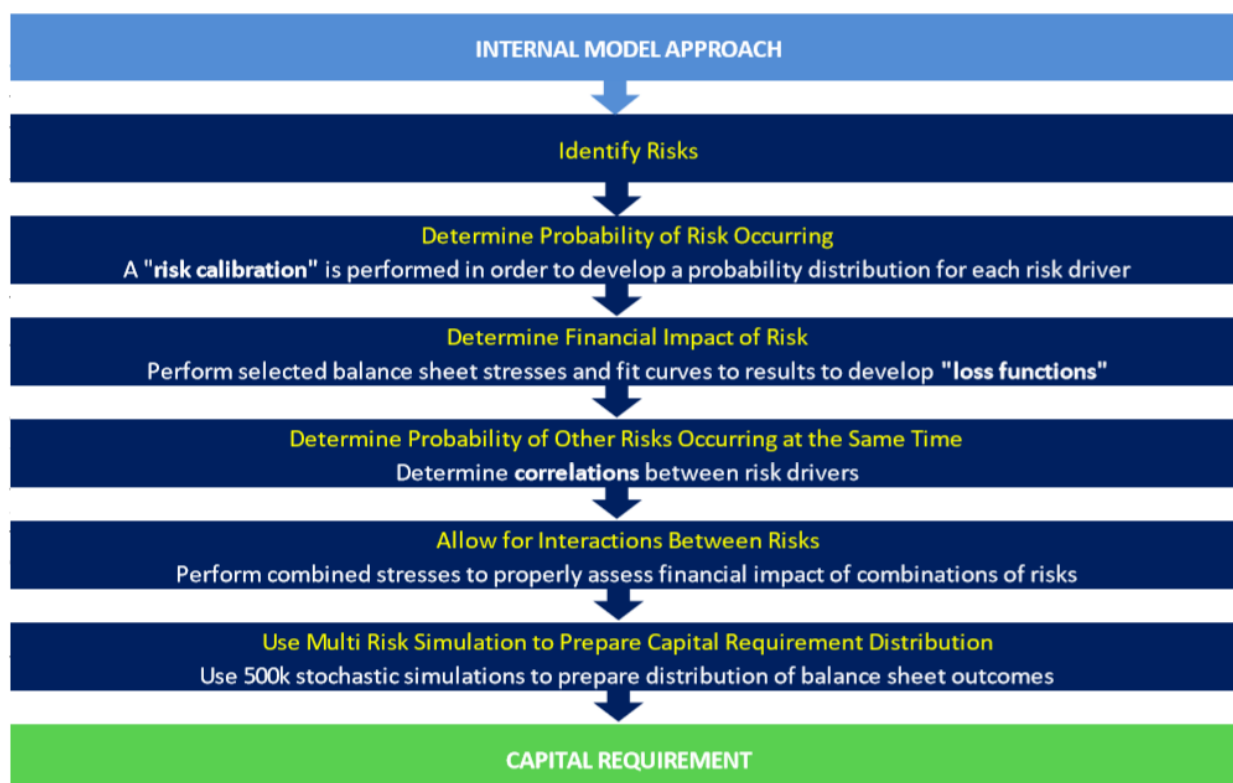 INTERNAL MODEL APPROACH
Identify Risks
Determine Probability of Risk Occurring
A "risk calibration" is performed in order to develop a probability distribution for each risk driver
Determine Financial Impact of Risk
Perform selected balance sheet stresses and fit curves to results to develop "loss functions"
Determine Probability of Other Risks Occurring at the Same Time
Determine correlations between risk drivers
Allow for Interactions Between Risks
Perform combined stresses to properly assess financial impact of combinations of risks
Use Multi Risk Simulation to Prepare Capital Requirement Distribution
Use 500k stochastic simulations to prepare distribution of balance sheet outcomes
CAPITAL REQUIREMENT